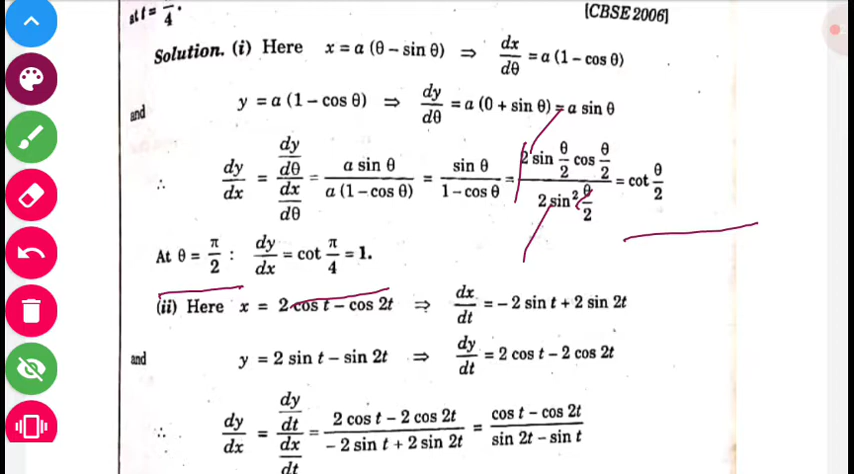 at t = π/4.
[CBSE 2006]
Solution. (i) Here x = a (θ – sin θ) ⇒ dx/dθ = a (1 – cos θ)
and y = a (1 – cos θ) ⇒ dy/dθ = a (0 + sin θ) = a sin θ
∴ dy/dx = (dy/dθ)/(dx/dθ) = a sin θ/a (1 – cos θ) = sin θ/1 – cos θ = (2 sin θ/2 cos θ/2)/(2 sin² θ/2) = cot θ/2
At θ = π/2 : dy/dx = cot π/4 = 1.
(ii) Here x = 2 cos t – cos 2t ⇒ dx/dt = – 2 sin t + 2 sin 2t
and y = 2 sin t – sin 2t ⇒ dy/dt = 2 cos t – 2 cos 2t
∴ dy/dx = (dy/dt)/(dx/dt) = 2 cos t – 2 cos 2t/– 2 sin t + 2 sin 2t = cos t – cos 2t/sin 2t – sin t